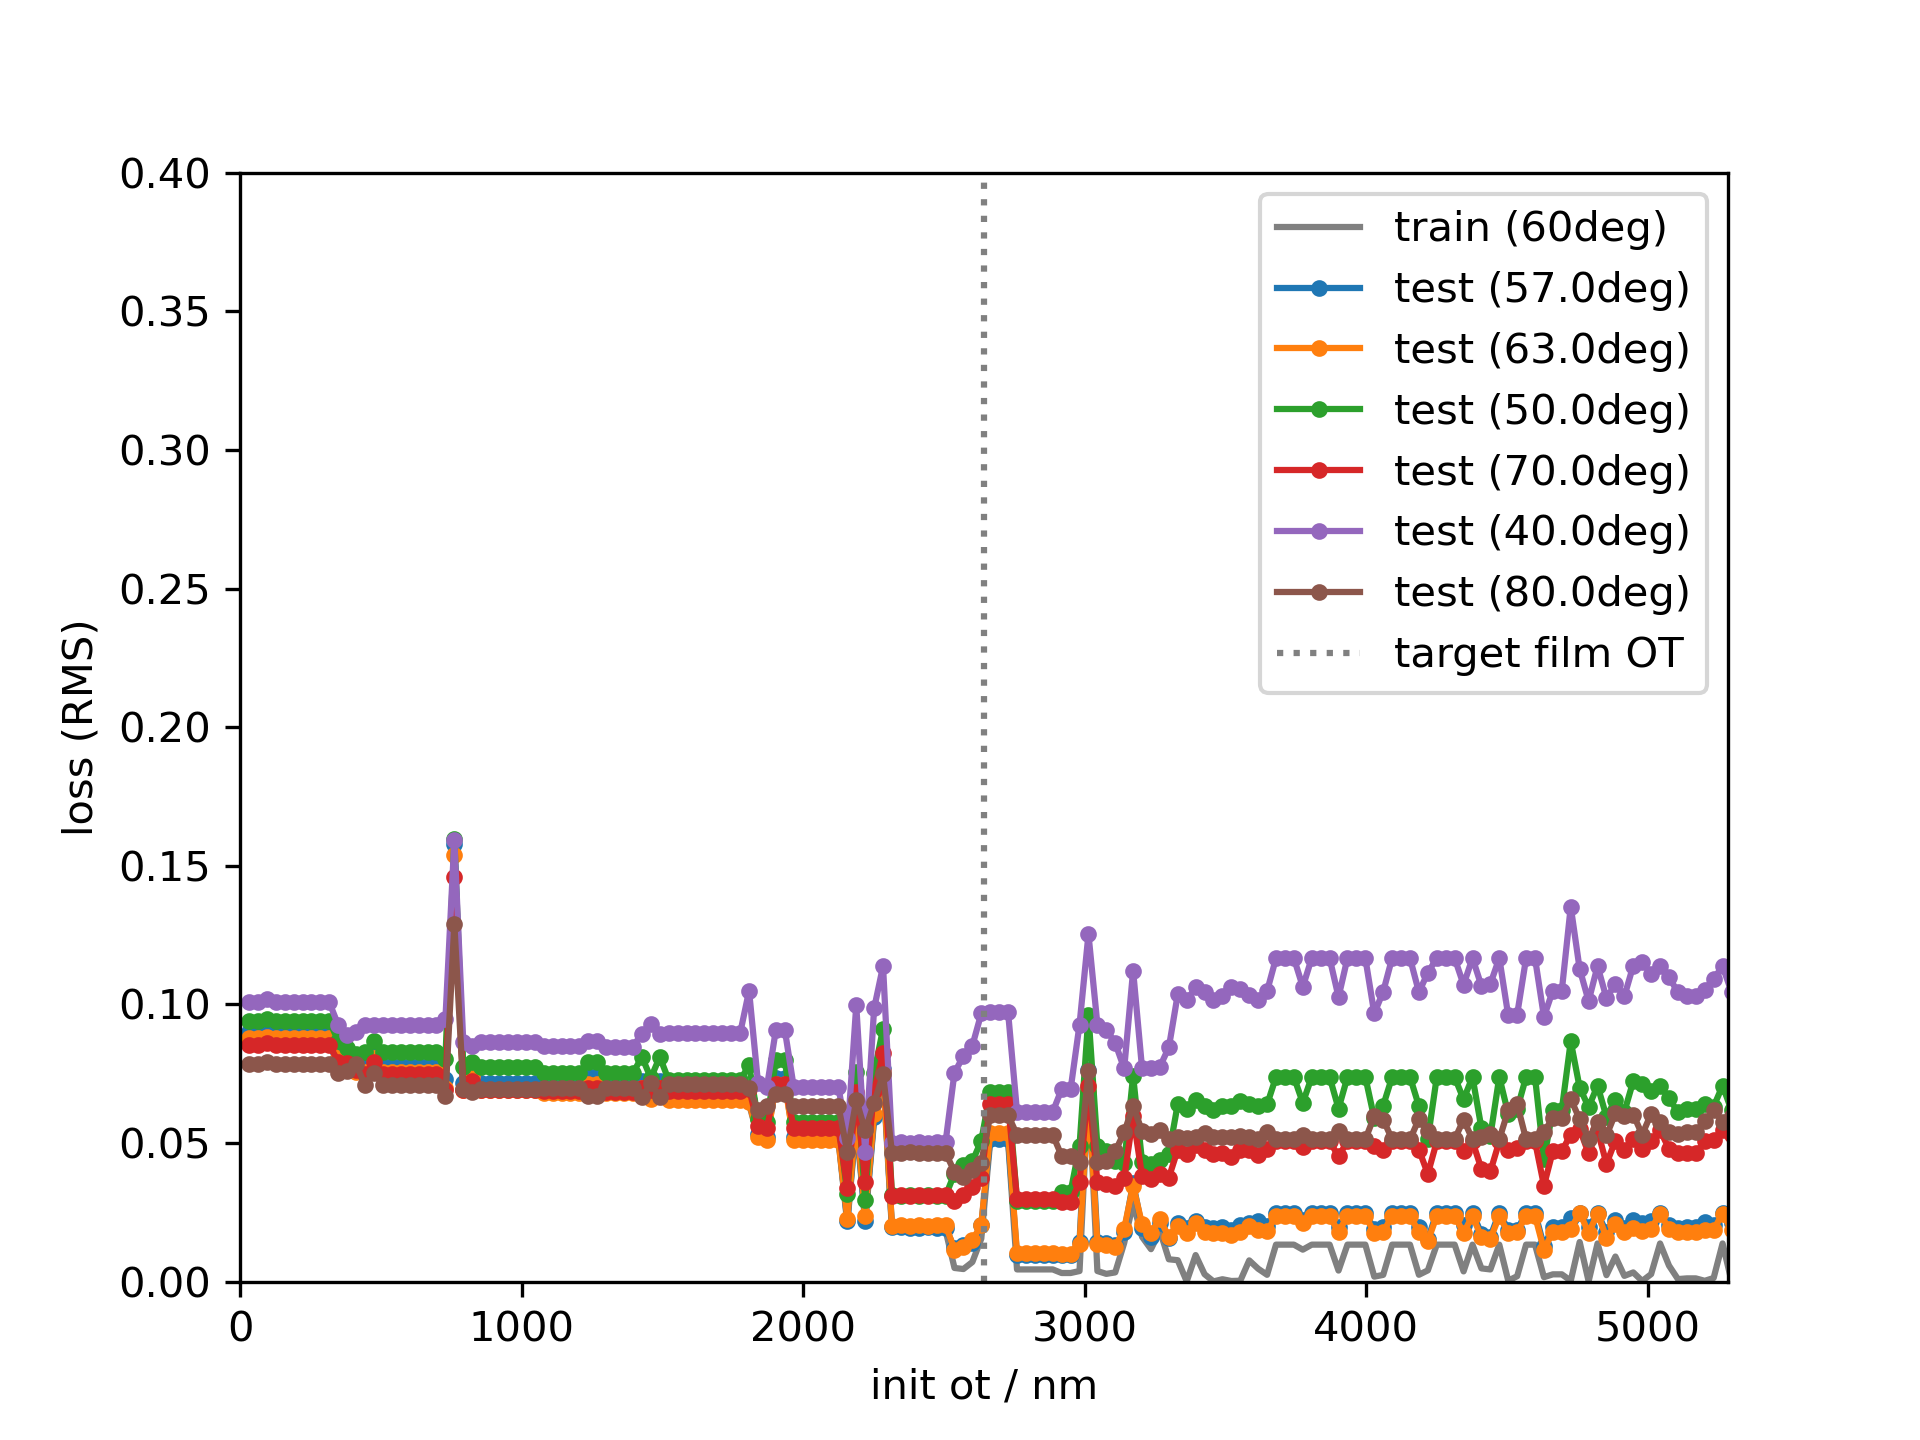 0.40
0.35
0.30
0.25
0.20
0.15
0.10
0.05
0.00
loss (RMS)
train (60deg)
test (57.0deg)
test (63.0deg)
test (50.0deg)
test (70.0deg)
test (40.0deg)
test (80.0deg)
target film OT
0 1000 2000 3000 4000 5000
init ot / nm